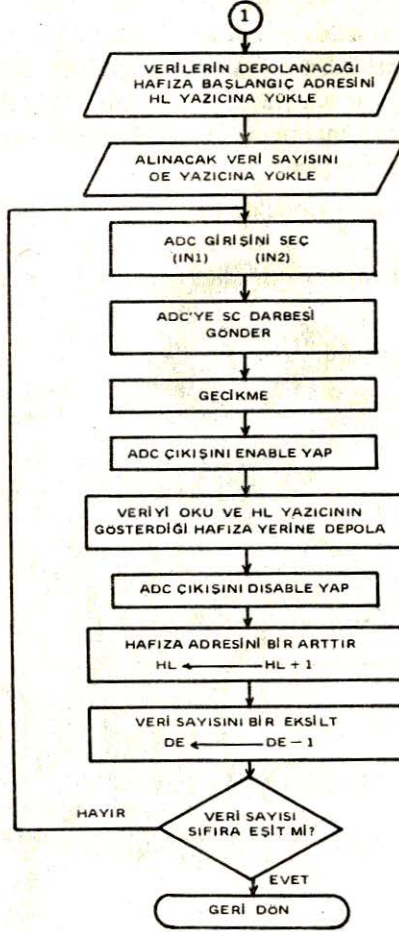 1
VERİLERİN DEPOLANACAĞI
HAFIZA BAŞLANGIÇ ADRESİNİ
HL YAZICINA YÜKLE
ALINACAK VERİ SAYISINI
DE YAZICINA YÜKLE
ADC GİRİŞİNİ SEÇ
(IN1) (IN2)
ADC'YE SC DARBESİ
GÖNDER
GECİKME
ADC ÇIKIŞINI ENABLE YAP
VERİYİ OKU VE HL YAZICININ
GÖSTERDİĞİ HAFIZA YERİNE DEPOLA
ADC ÇIKIŞINI DISABLE YAP
HAFIZA ADRESİNİ BİR ARTTIR
HL ← HL + 1
VERİ SAYISINI BİR EKSİLT
DE ← DE − 1
HAYIR
VERİ SAYISI
SIFIRA EŞİT Mİ?
EVET
GERİ DÖN